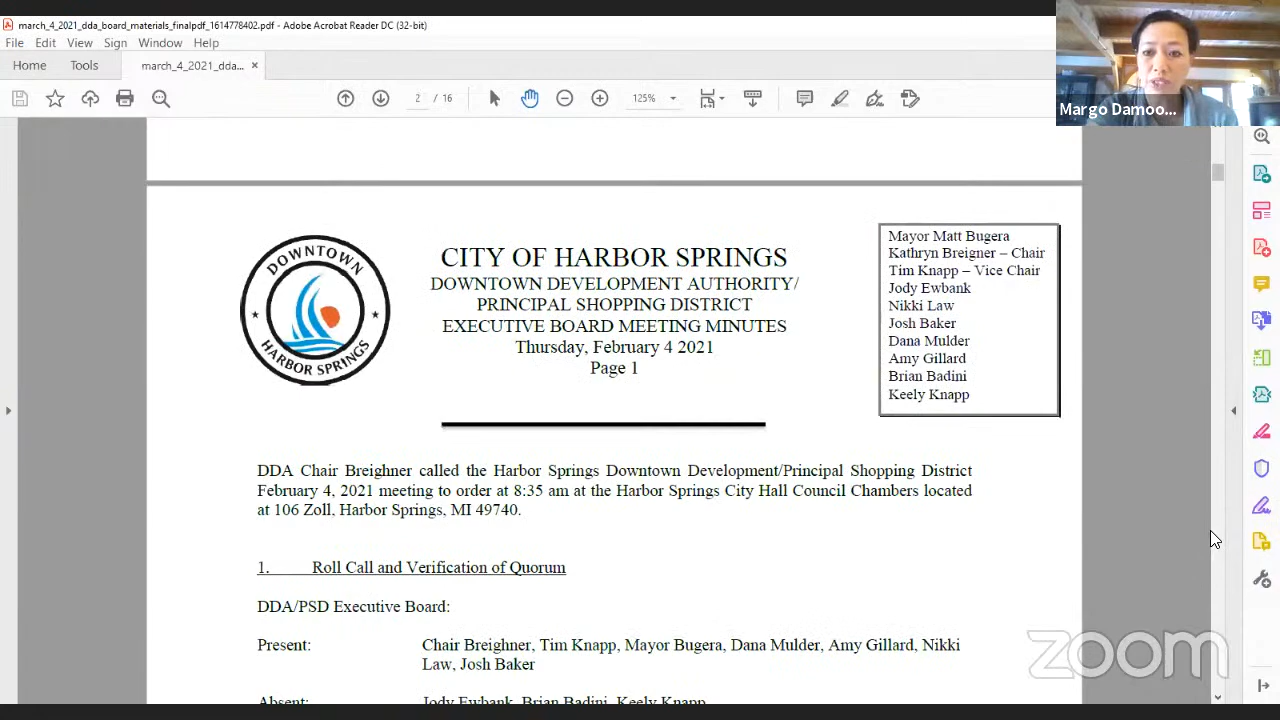 march_4_2021_dda_board_materials_finalpdf_1614778402.pdf - Adobe Acrobat Reader DC (32-bit)
File Edit View Sign Window Help
Home Tools march_4_2021_dda... ×
2 / 16 125%
Margo Damoo...
DOWNTOWN
HARBOR SPRINGS
CITY OF HARBOR SPRINGS
DOWNTOWN DEVELOPMENT AUTHORITY/
PRINCIPAL SHOPPING DISTRICT
EXECUTIVE BOARD MEETING MINUTES
Thursday, February 4 2021
Page 1
Mayor Matt Bugera
Kathryn Breigner – Chair
Tim Knapp – Vice Chair
Jody Ewbank
Nikki Law
Josh Baker
Dana Mulder
Amy Gillard
Brian Badini
Keely Knapp
DDA Chair Breighner called the Harbor Springs Downtown Development/Principal Shopping District
February 4, 2021 meeting to order at 8:35 am at the Harbor Springs City Hall Council Chambers located
at 106 Zoll, Harbor Springs, MI 49740.
1. Roll Call and Verification of Quorum
DDA/PSD Executive Board:
Present: Chair Breighner, Tim Knapp, Mayor Bugera, Dana Mulder, Amy Gillard, Nikki
Law, Josh Baker
Absent: Jody Ewbank, Brian Badini, Keely Knapp
zoom